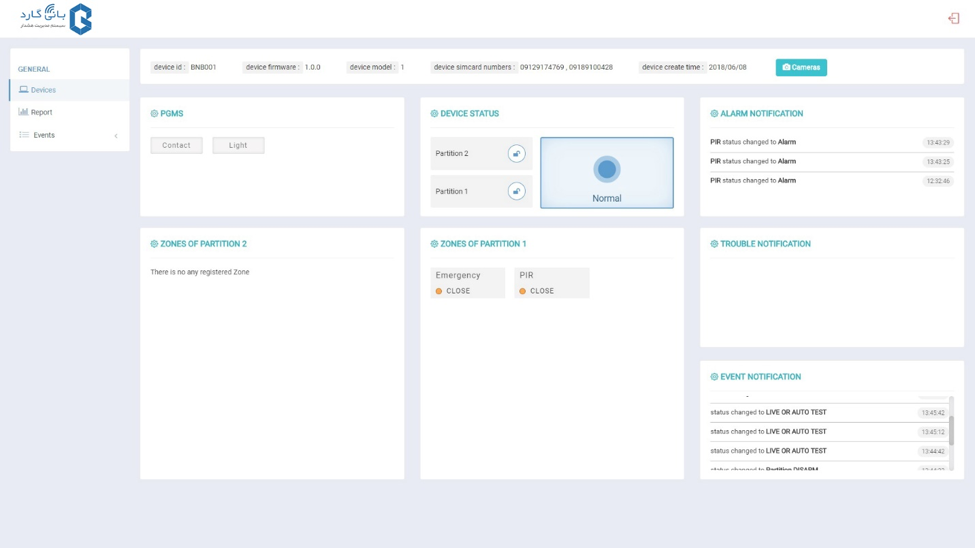 بانی گارد
سیستم مدیریت هشدار
GENERAL
Devices
Report
Events
device id : BNB001
device firmware : 1.0.0
device model : 1
device simcard numbers : 09129174769 , 09189100428
device create time : 2018/06/08
Cameras
PGMS
Contact
Light
DEVICE STATUS
Partition 2
Partition 1
Normal
ALARM NOTIFICATION
PIR status changed to Alarm 13:43:29
PIR status changed to Alarm 13:43:25
PIR status changed to Alarm 12:32:46
ZONES OF PARTITION 2
There is no any registered Zone
ZONES OF PARTITION 1
Emergency
CLOSE
PIR
CLOSE
TROUBLE NOTIFICATION
EVENT NOTIFICATION
status changed to LIVE OR AUTO TEST 13:45:42
status changed to LIVE OR AUTO TEST 13:45:12
status changed to LIVE OR AUTO TEST 13:44:42
status changed to Partition DISARM